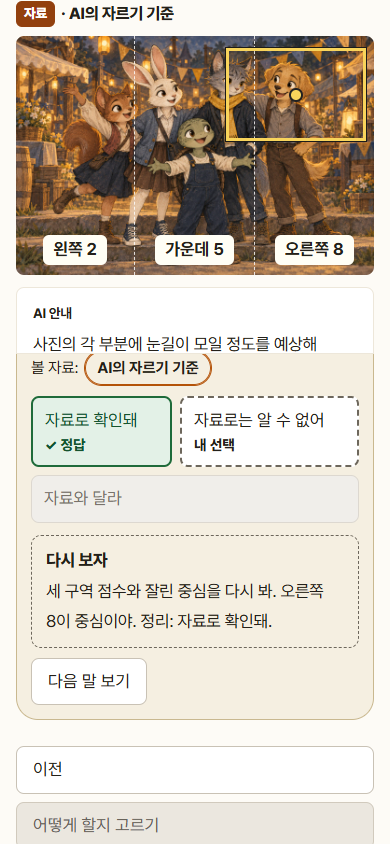 자료 · AI의 자르기 기준
왼쪽 2
가운데 5
오른쪽 8
AI 안내
사진의 각 부분에 눈길이 모일 정도를 예상해
볼 자료: AI의 자르기 기준
자료로 확인돼
✓ 정답
자료로는 알 수 없어
내 선택
자료와 달라
다시 보자
세 구역 점수와 잘린 중심을 다시 봐. 오른쪽
8이 중심이야. 정리: 자료로 확인돼.
다음 말 보기
이전
어떻게 할지 고르기